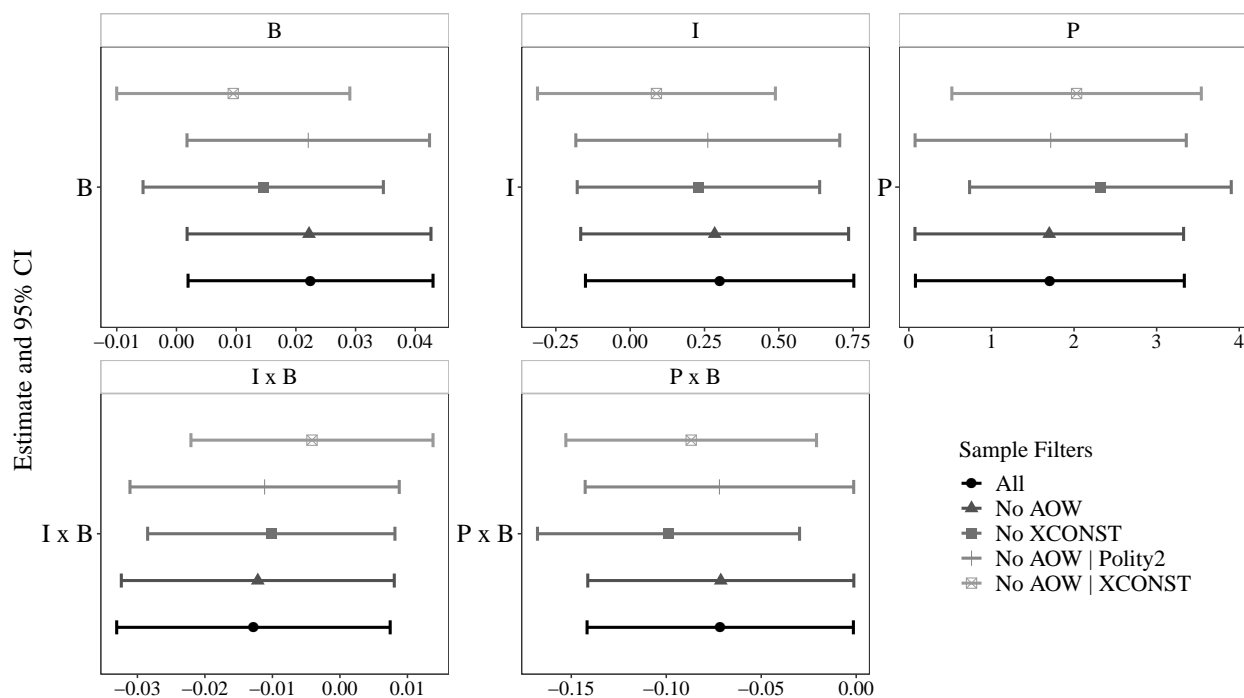 B
I
P
B
I
P
−0.01 0.00 0.01 0.02 0.03 0.04
−0.25 0.00 0.25 0.50 0.75
0 1 2 3 4
Estimate and 95% CI
I x B
P x B
I x B
P x B
−0.03 −0.02 −0.01 0.00 0.01
−0.15 −0.10 −0.05 0.00
Sample Filters
All
No AOW
No XCONST
No AOW | Polity2
No AOW | XCONST